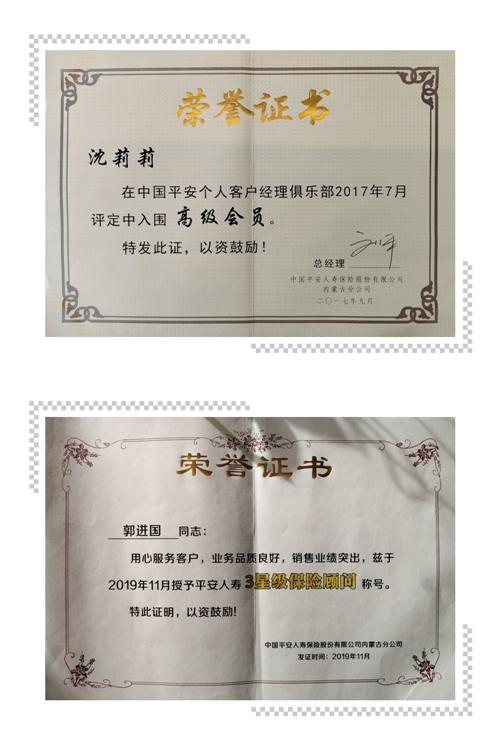 荣誉证书
沈莉莉
在中国平安个人客户经理俱乐部2017年7月
评定中入围 高级会员。
特发此证，以资鼓励！
总经理
中国平安人寿保险股份有限公司
内蒙古分公司
二〇一七年九月
荣誉证书
郭进国 同志：
用心服务客户，业务品质良好，销售业绩突出，兹于
2019年11月授予平安人寿 3星级保险顾问 称号。
特此证明，以资鼓励！
中国平安人寿保险股份有限公司内蒙古分公司
发证时间：2019年11月